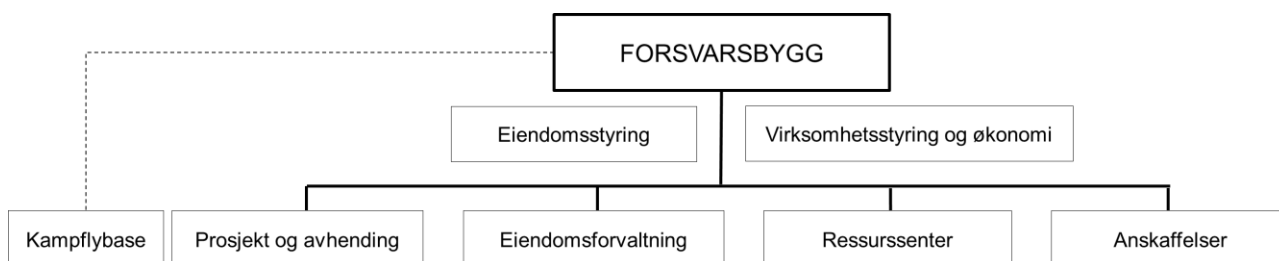 FORSVARSBYGG
Eiendomsstyring
Virksomhetsstyring og økonomi
Kampflybase
Prosjekt og avhending
Eiendomsforvaltning
Ressurssenter
Anskaffelser